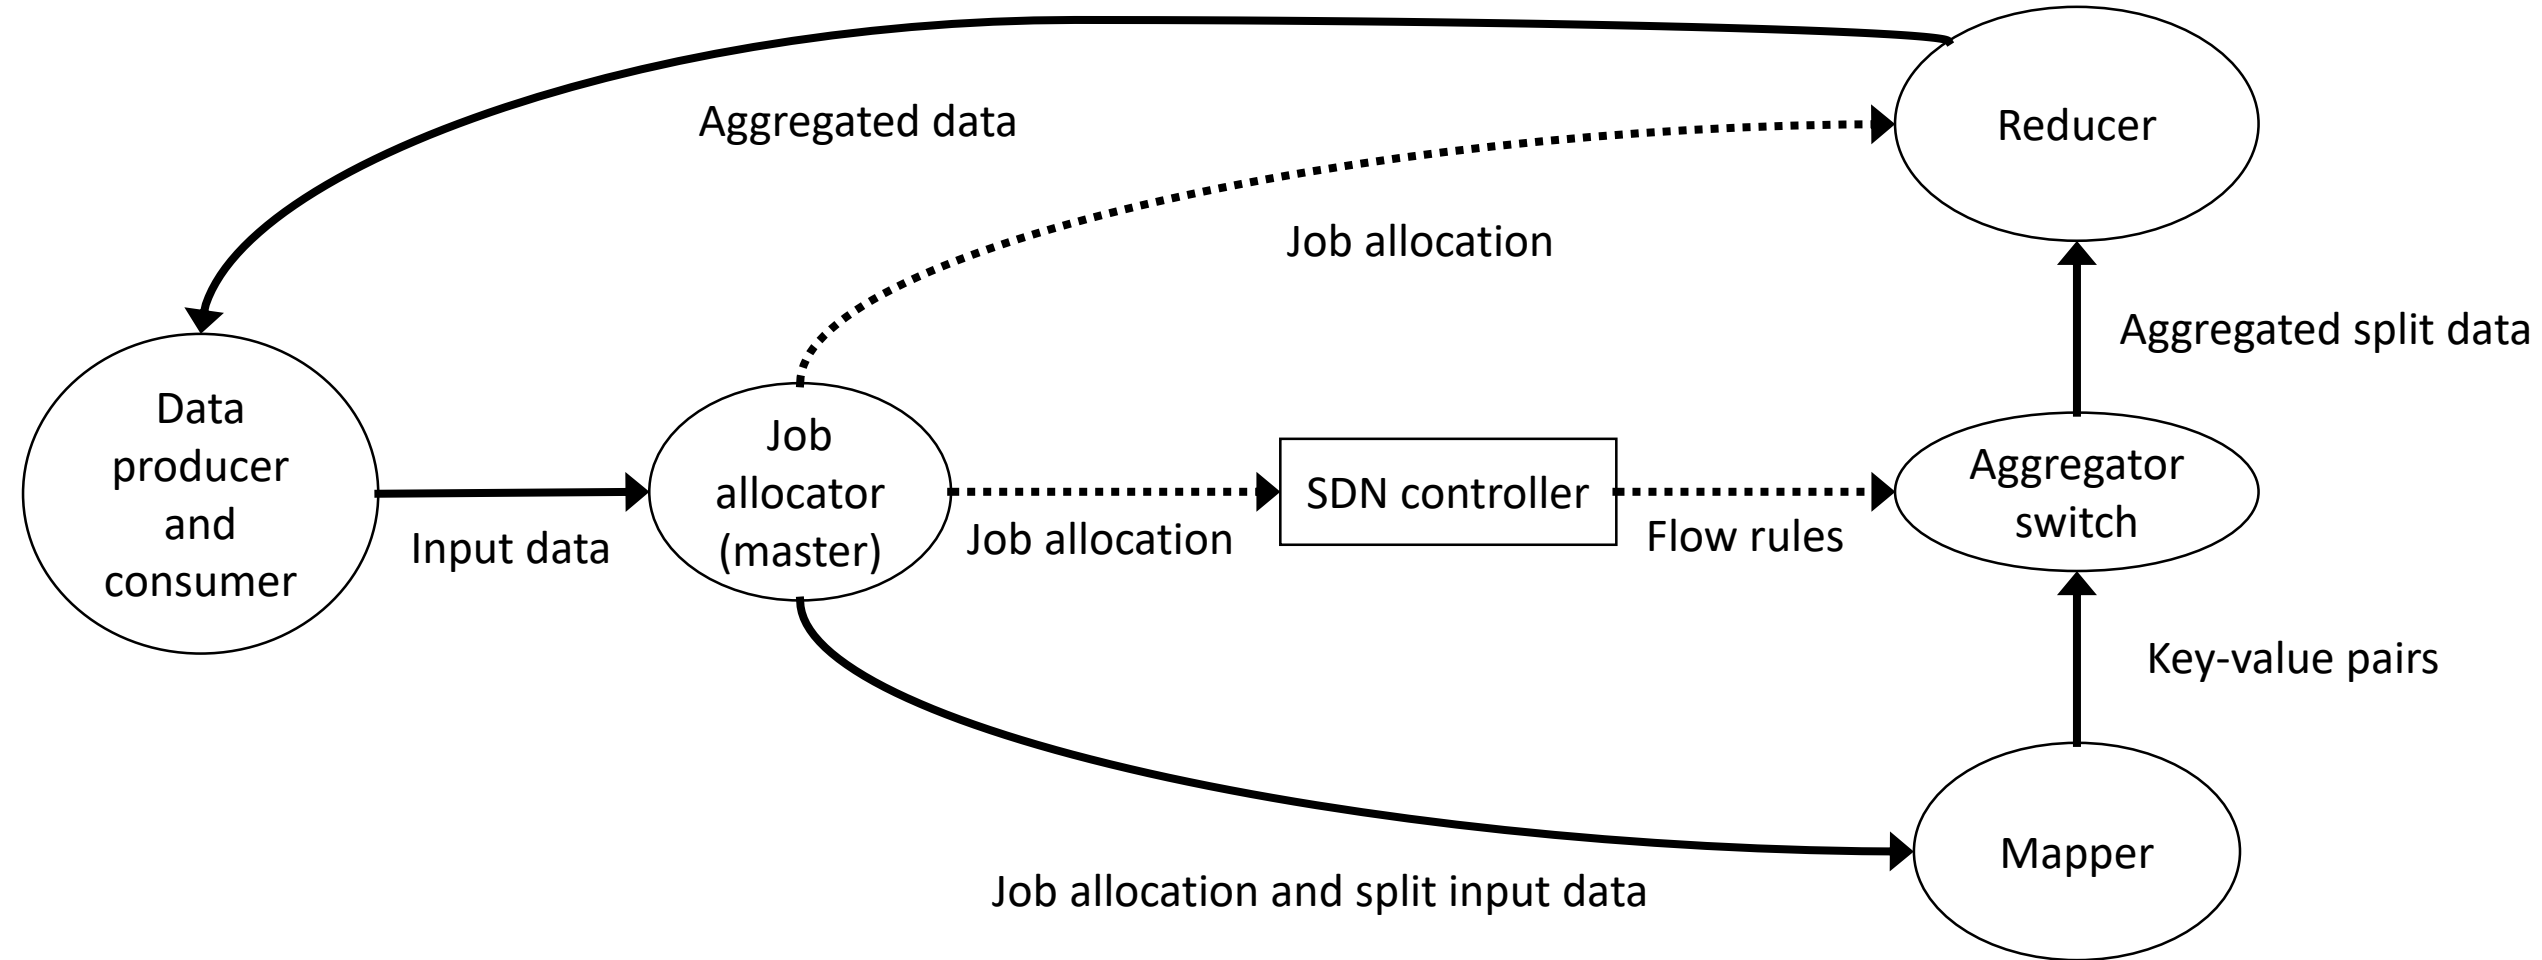 Reducer
Aggregated data
Job allocation
Aggregated split data
Data
producer
and
consumer
Input data
Job
allocator
(master)
Job allocation
SDN controller
Flow rules
Aggregator
switch
Key-value pairs
Mapper
Job allocation and split input data